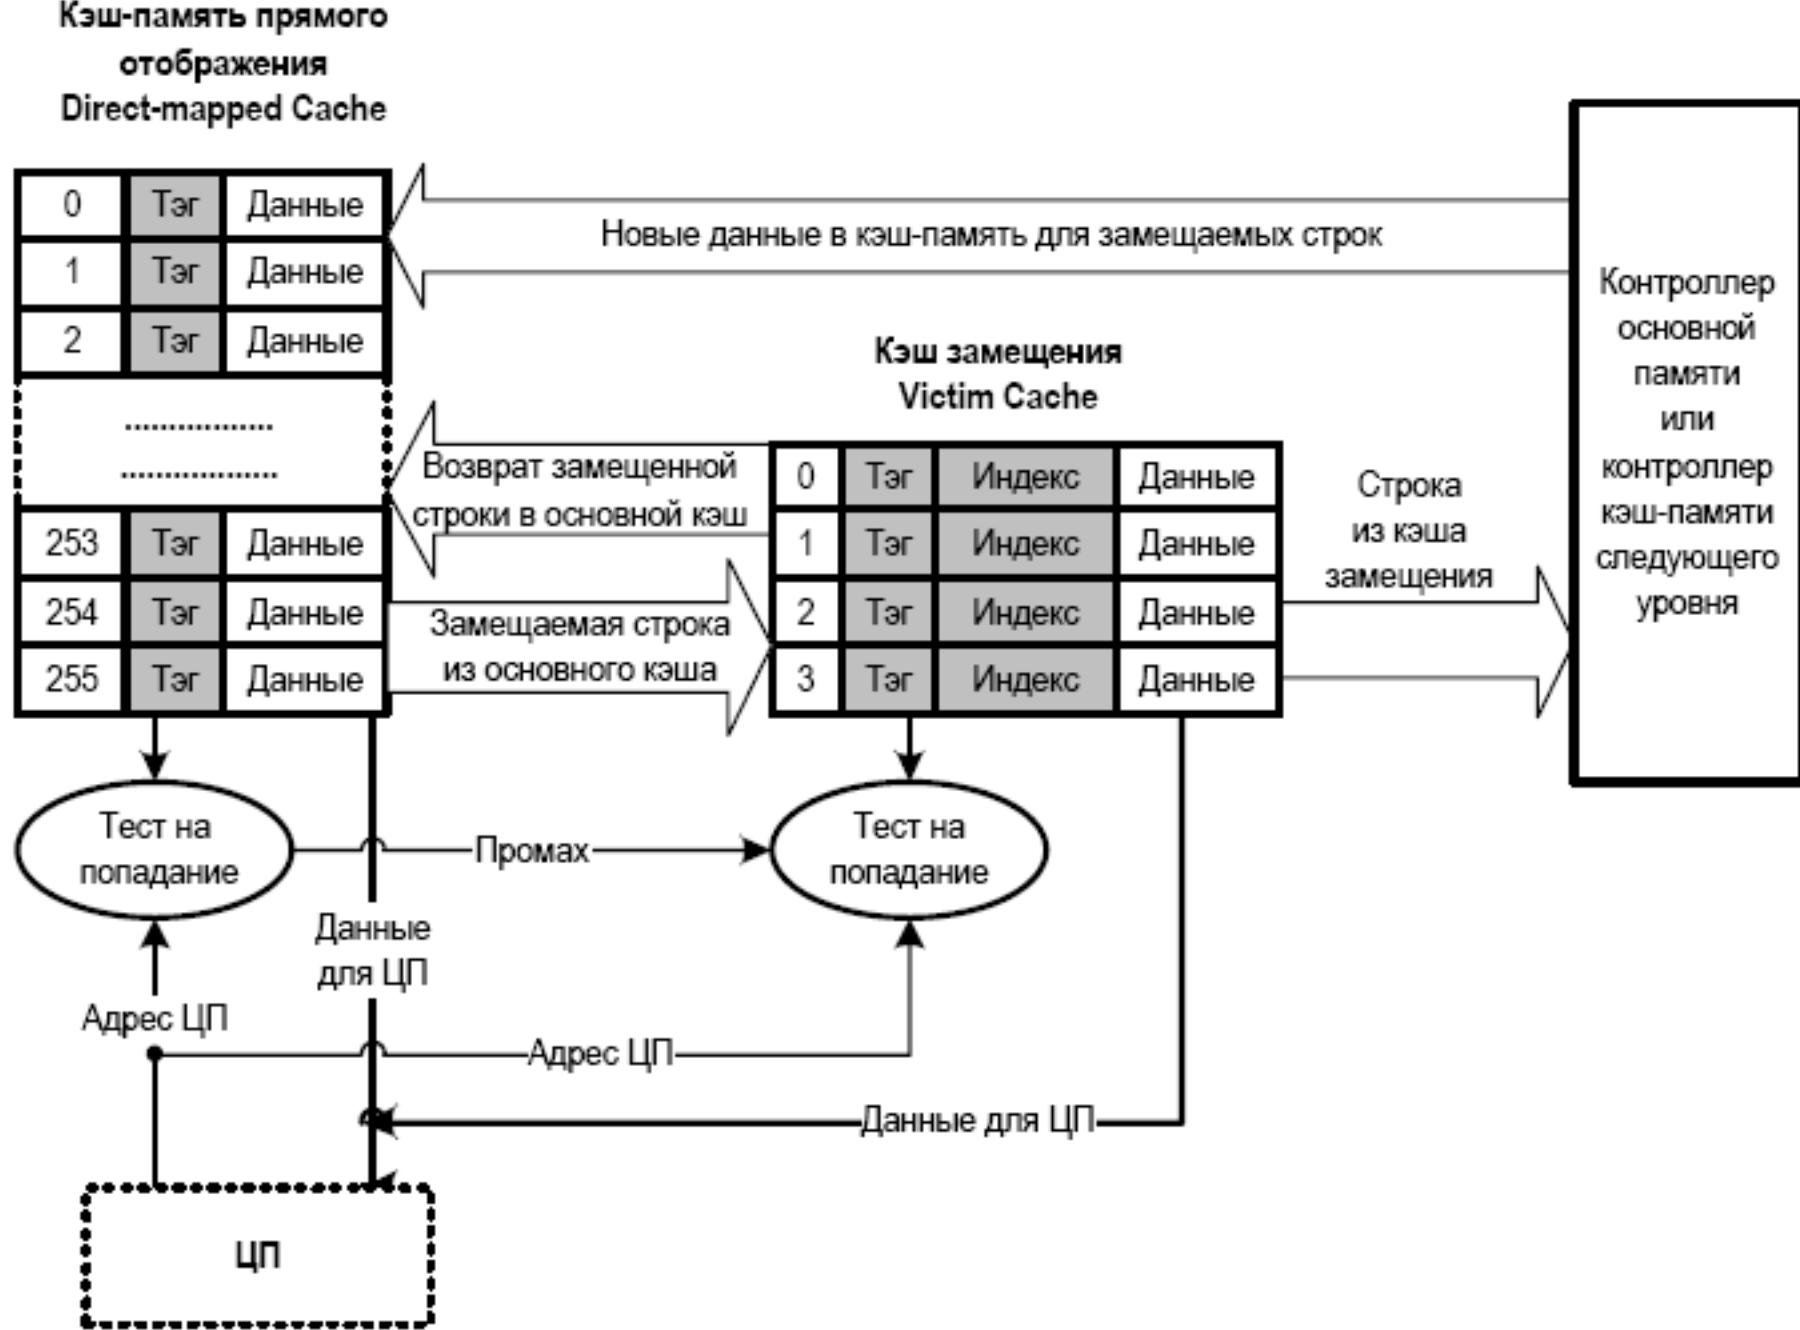 Кэш-память прямого
отображения
Direct-mapped Cache
0 Тэг Данные
1 Тэг Данные
2 Тэг Данные
.................
..................
253 Тэг Данные
254 Тэг Данные
255 Тэг Данные
Новые данные в кэш-память для замещаемых строк
Кэш замещения
Victim Cache
Возврат замещенной
строки в основной кэш
Замещаемая строка
из основного кэша
0 Тэг Индекс Данные
1 Тэг Индекс Данные
2 Тэг Индекс Данные
3 Тэг Индекс Данные
Строка
из кэша
замещения
Контроллер
основной
памяти
или
контроллер
кэш-памяти
следующего
уровня
Тест на
попадание
Промах
Тест на
попадание
Данные
для ЦП
Адрес ЦП
Адрес ЦП
Данные для ЦП
ЦП